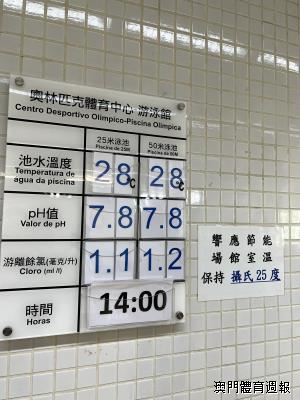 奧林匹克體育中心 游泳館
Centro Desportivo Olímpico-Piscina Olímpica
25米泳池 50米泳池
Piscina de 25M Piscina de 50M
池水溫度 28℃ 28℃
Temperatura de
agua da piscina
pH值 7.8 7.8
Valor de pH
游離餘氯(毫克/升) 1.1 1.2
Cloro (ml /l)
時間 14:00
Horas
響應節能
場館室溫
保持 攝氏25度
澳門體育週報